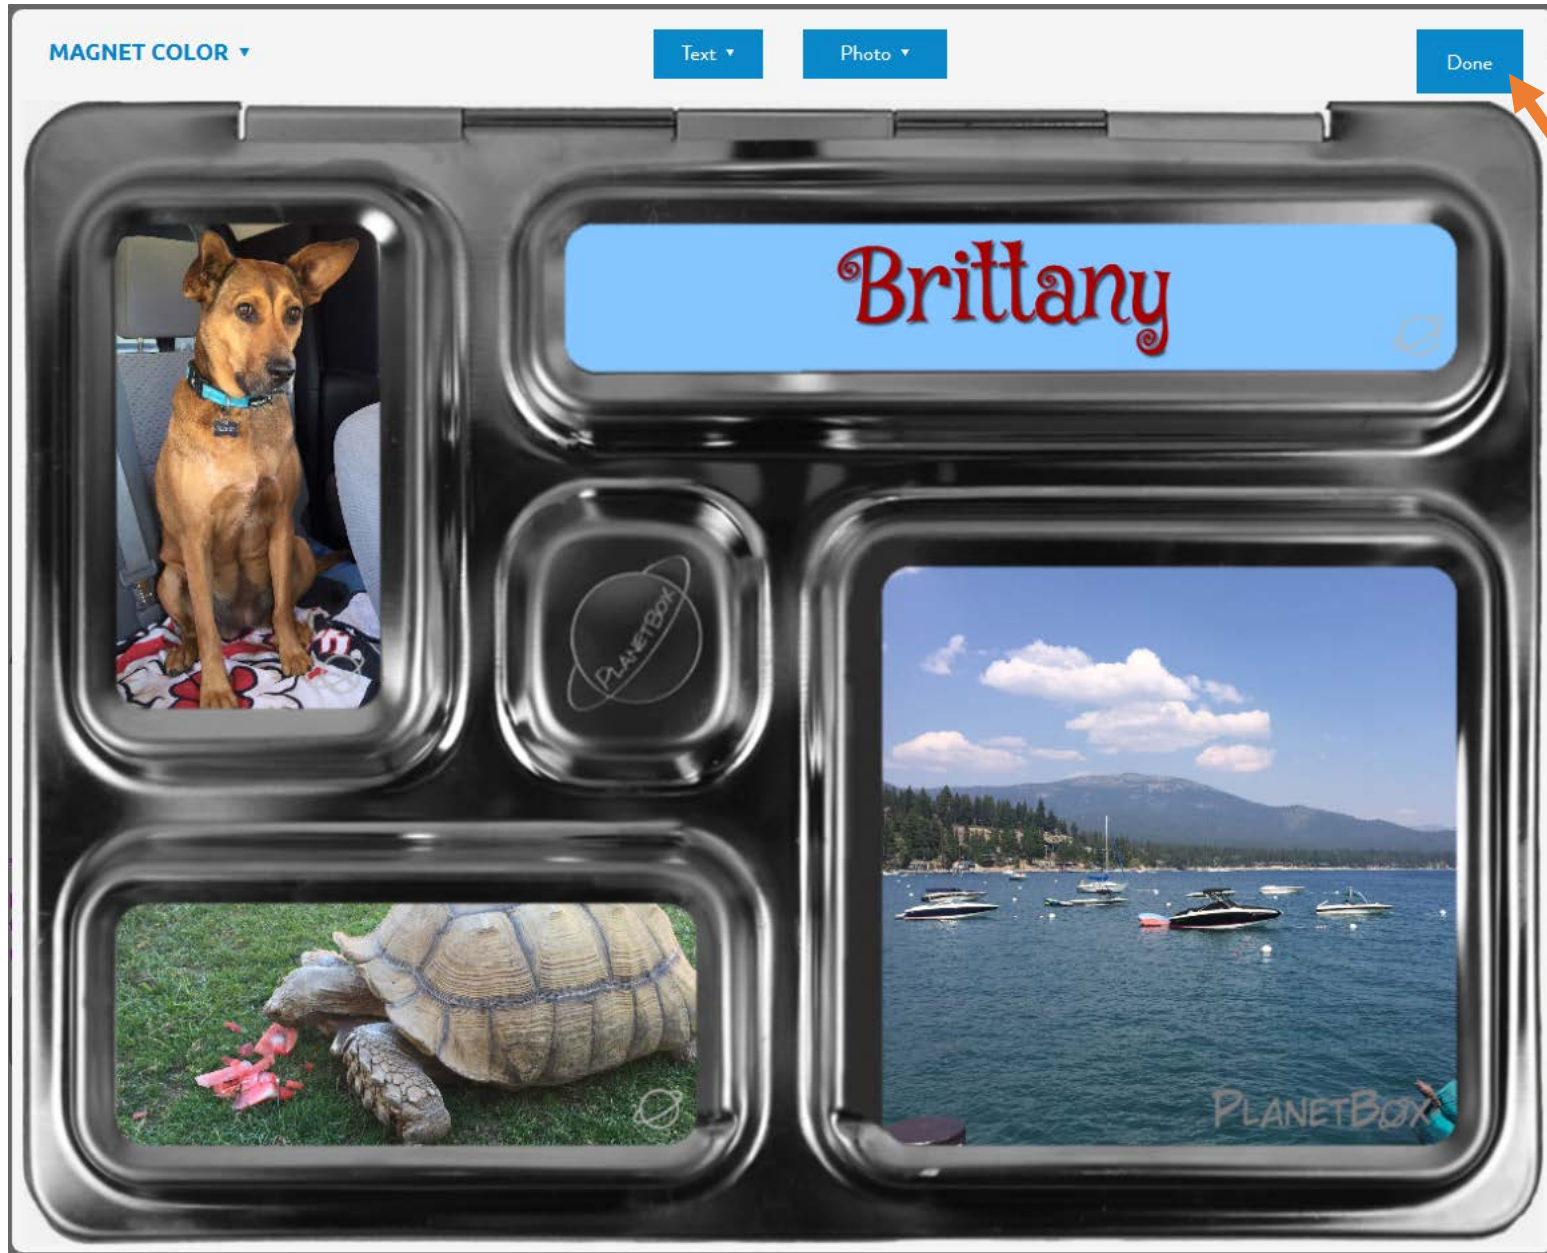 MAGNET COLOR ▼
Text ▼
Photo ▼
Done
Brittany
PLANETBOX
PLANETBOX